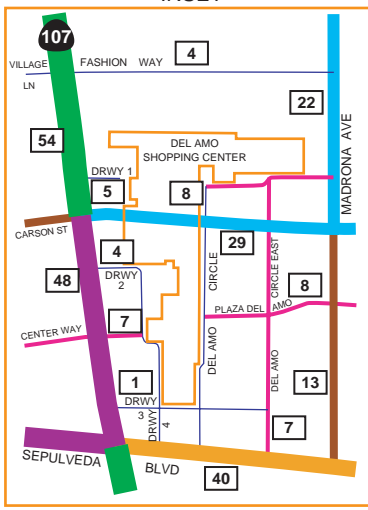 INSET
107
VILLAGE
LN
FASHION WAY
4
22
MADRONA AVE
54
DEL AMO
SHOPPING CENTER
DRWY 1
5
8
CARSON ST
29
4
DRWY
2
48
CIRCLE
CIRCLE EAST
8
PLAZA DEL AMO
CENTER WAY
7
DEL AMO
DEL AMO
1
13
DRWY
3
DRWY
4
7
SEPULVEDA
BLVD
40